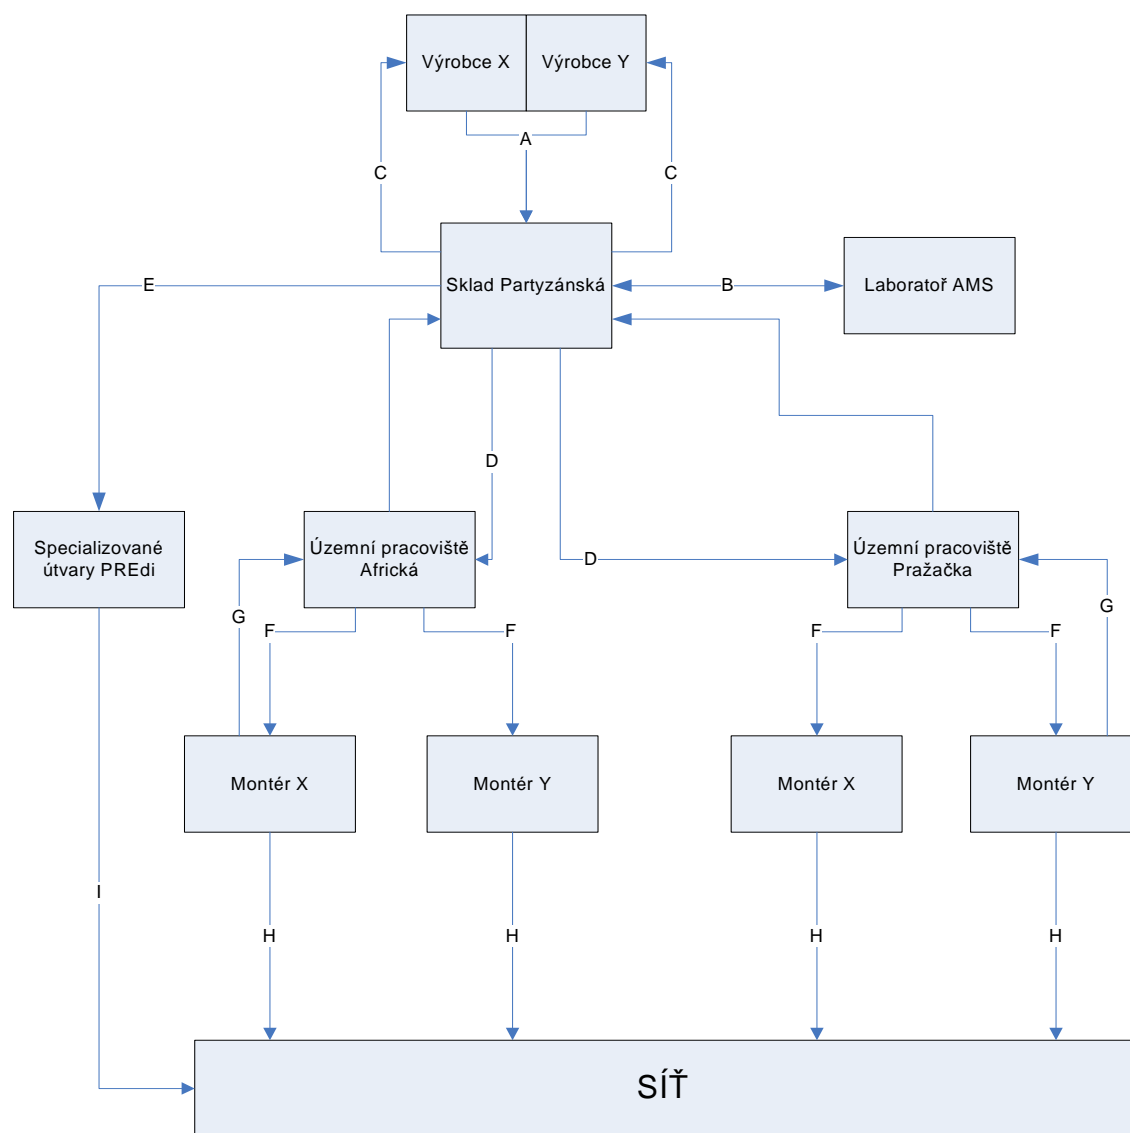 Výrobce X
Výrobce Y
A
C
C
Sklad Partyzánská
E
B
Laboratoř AMS
D
Specializované
útvary PREdi
Územní pracoviště
Africká
D
Územní pracoviště
Pražačka
G
F
F
F
F
G
Montér X
Montér Y
Montér X
Montér Y
I
H
H
H
H
SÍŤ